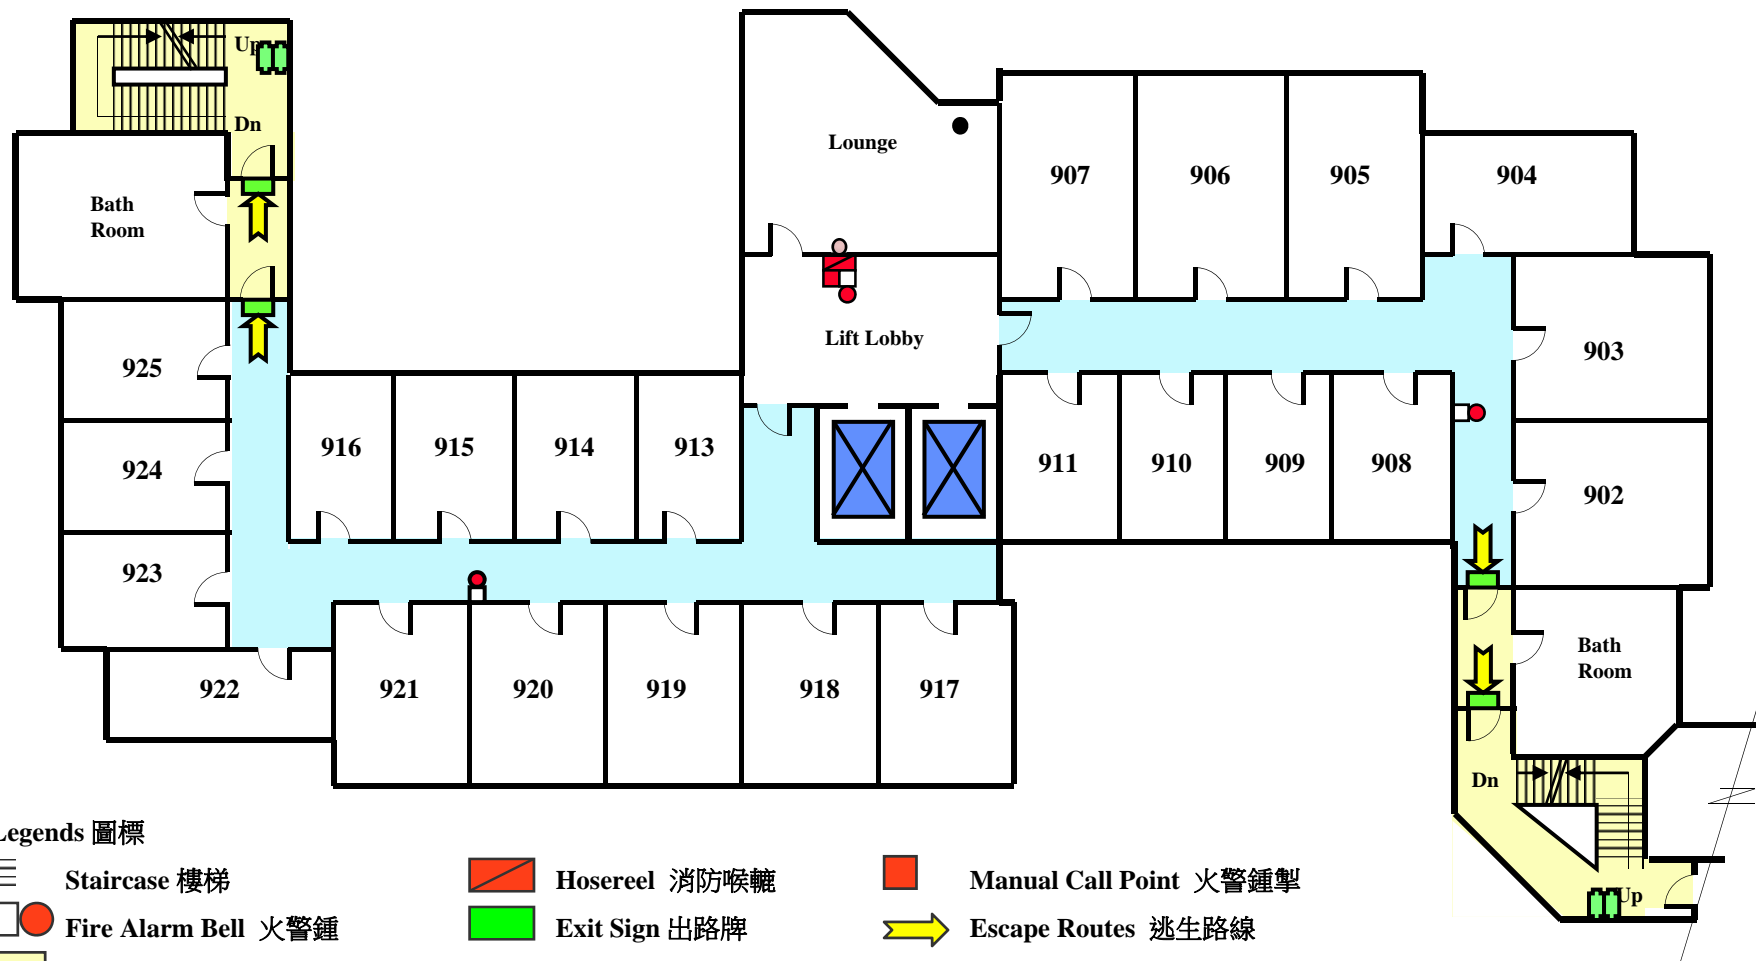 Up
Dn
Bath
Room
Lounge
907
906
905
904
Lift Lobby
925
903
916
915
914
913
911
910
909
908
924
902
923
922
921
920
919
918
917
Bath
Room
Dn
Up
Legends 圖標
Staircase 樓梯
Hosereel 消防喉轆
Manual Call Point 火警鍾掣
Fire Alarm Bell 火警鍾
Exit Sign 出路牌
Escape Routes 逃生路線